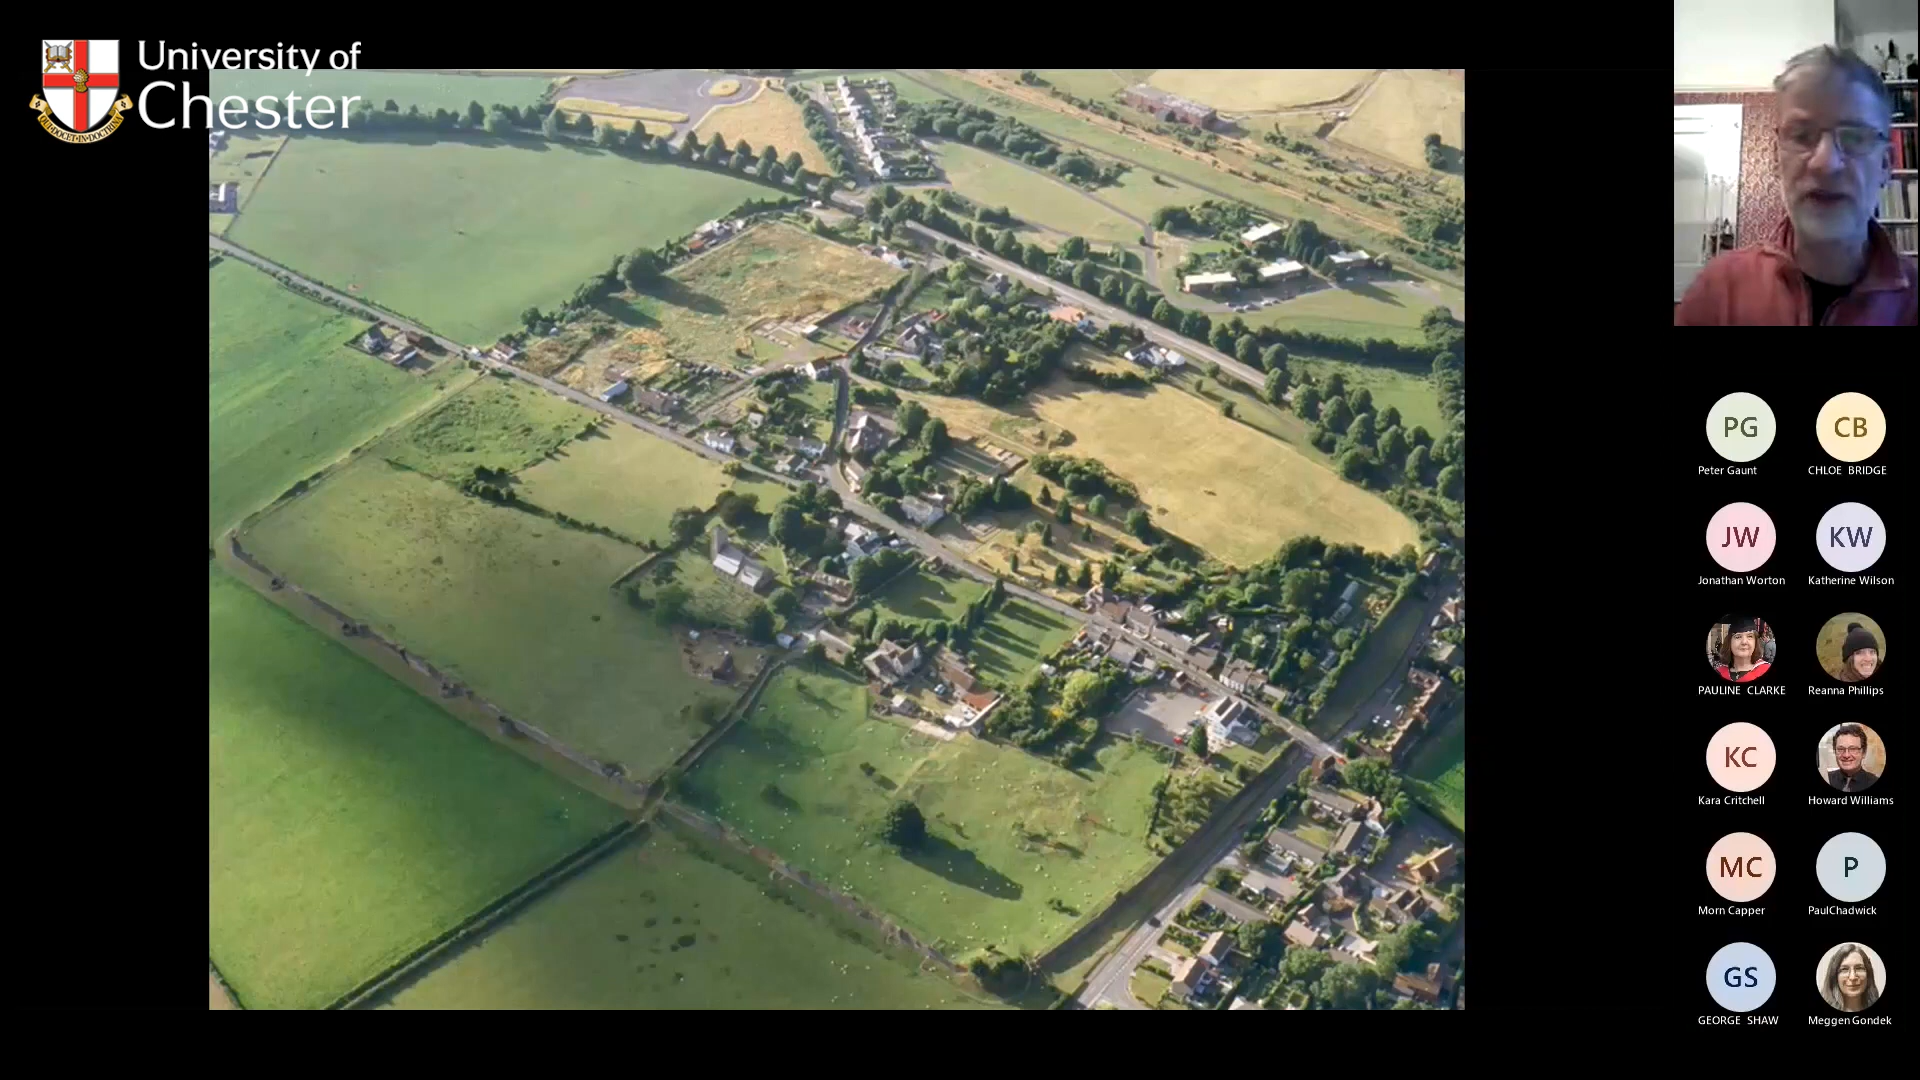 University of
Chester
PG
CB
Peter Gaunt
CHLOE BRIDGE
JW
KW
Jonathan Worton
Katherine Wilson
PAULINE CLARKE
Reanna Phillips
KC
Kara Critchell
Howard Williams
MC
P
Morn Capper
PaulChadwick
GS
GEORGE SHAW
Meggen Gondek